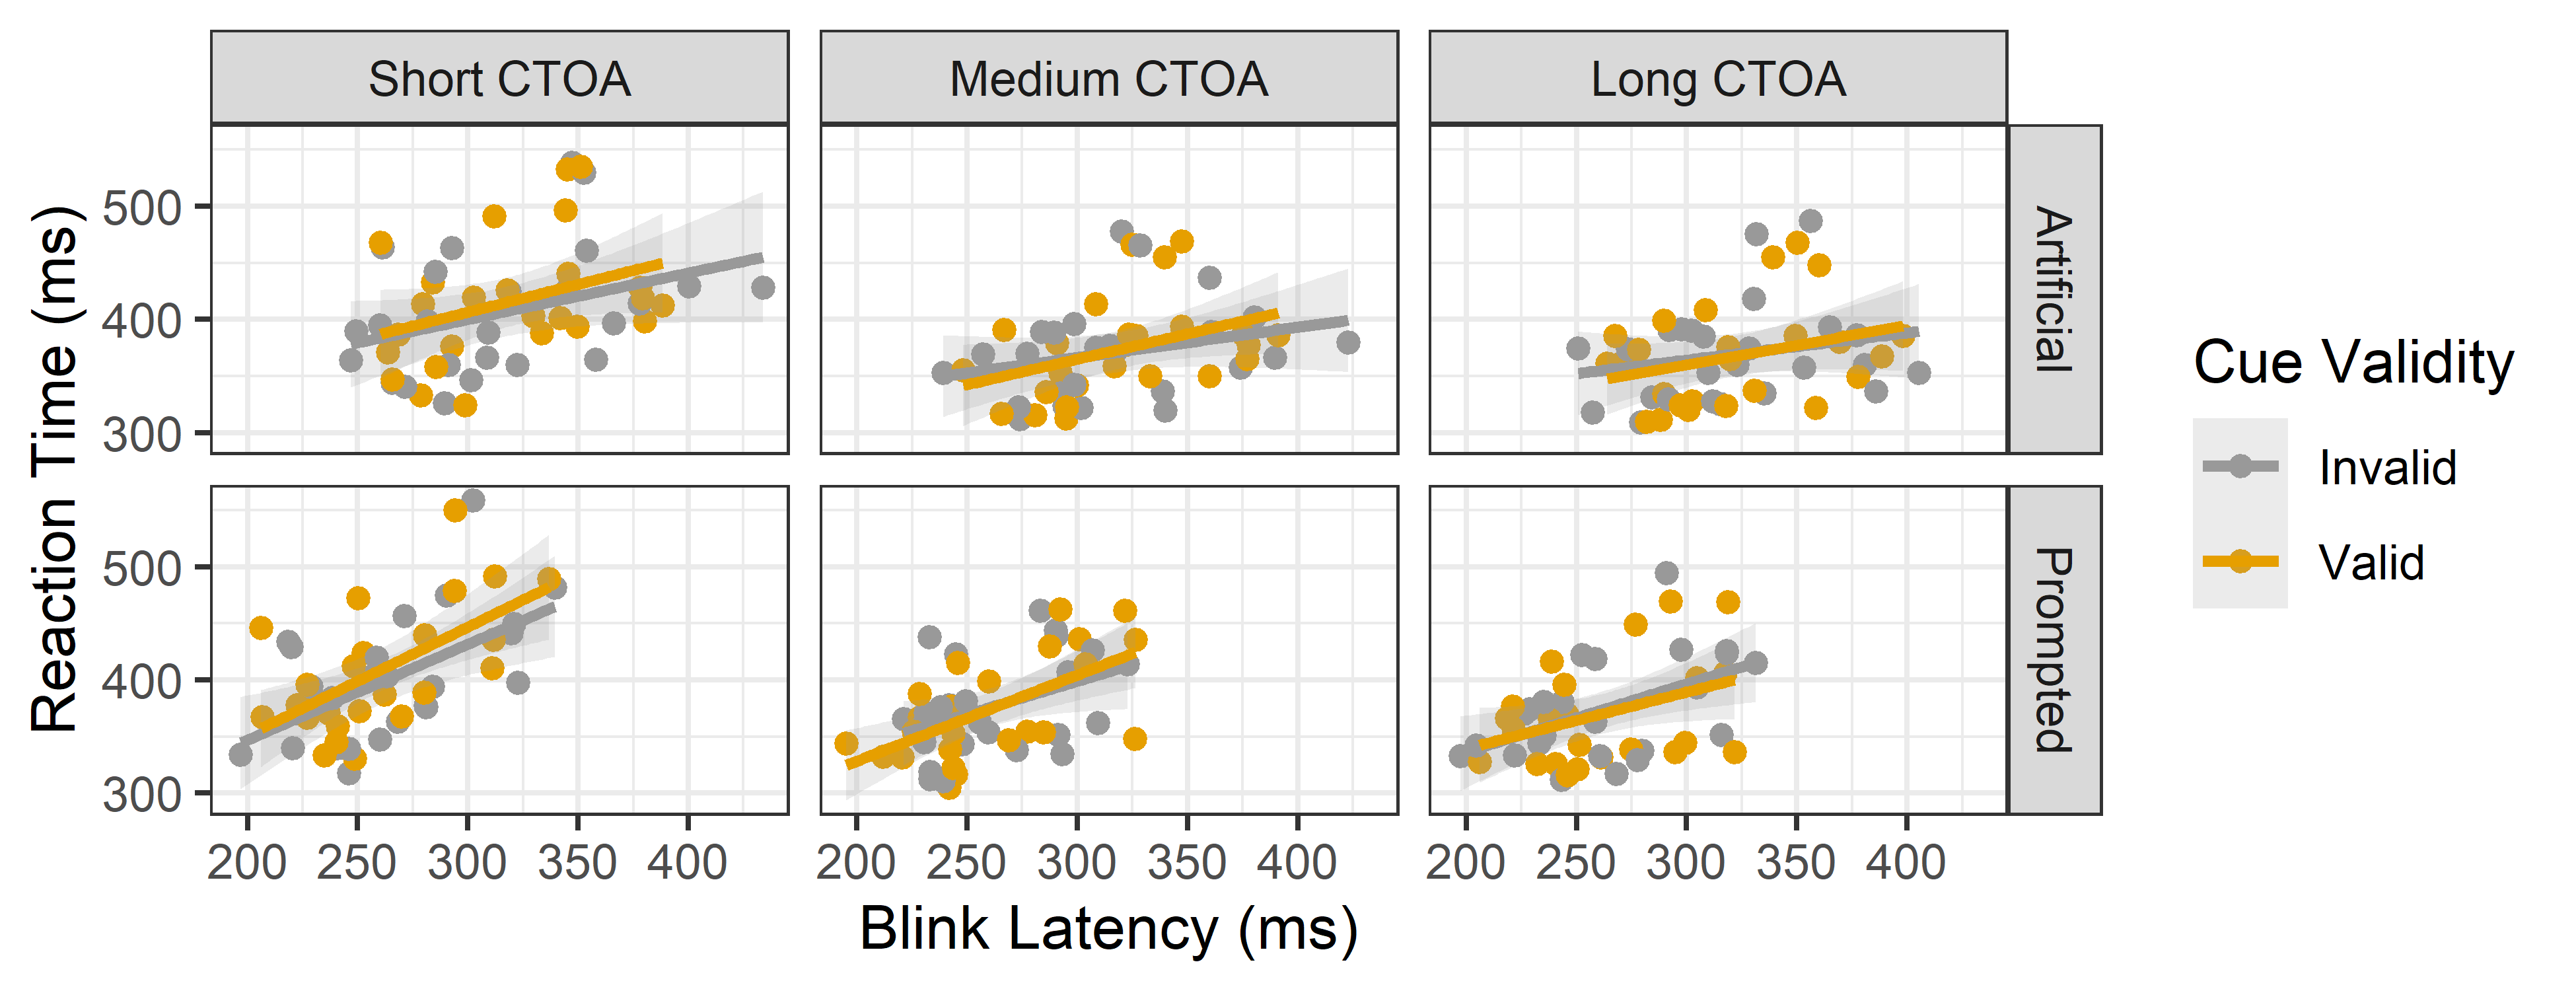 Short CTOA
Medium CTOA
Long CTOA
Reaction Time (ms)
500
400
300
Artificial
500
400
300
Prompted
200 250 300 350 400
200 250 300 350 400
200 250 300 350 400
Blink Latency (ms)
Cue Validity
Invalid
Valid